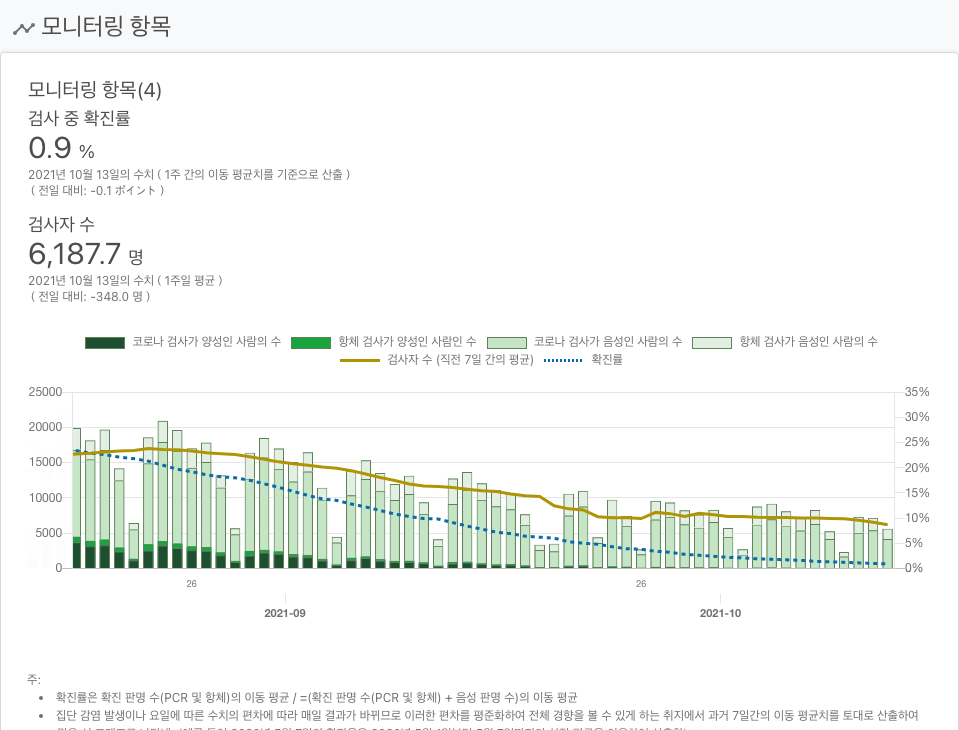 모니터링 항목
모니터링 항목(4)
검사 중 확진률
0.9 %
2021년 10월 13일의 수치 ( 1주 간의 이동 평균치를 기준으로 산출 )
( 전일 대비: -0.1 ポイント )
검사자 수
6,187.7 명
2021년 10월 13일의 수치 ( 1주일 평균 )
( 전일 대비: -348.0 명 )
코로나 검사가 양성인 사람의 수 항체 검사가 양성인 사람인 수 코로나 검사가 음성인 사람의 수 항체 검사가 음성인 사람의 수
검사자 수 (직전 7일 간의 평균) 확진률
25000 35%
30%
20000
25%
15000 20%
15%
10000
10%
5000
5%
0 0%
26 26
2021-09 2021-10
주:
• 확진률은 확진 판명 수(PCR 및 항체)의 이동 평균 / =(확진 판명 수(PCR 및 항체) + 음성 판명 수)의 이동 평균
• 집단 감염 발생이나 요일에 따른 수치의 편차에 따라 매일 결과가 바뀌므로 이러한 편차를 평준화하여 전체 경향을 볼 수 있게 하는 취지에서 과거 7일간의 이동 평균치를 토대로 산출하여